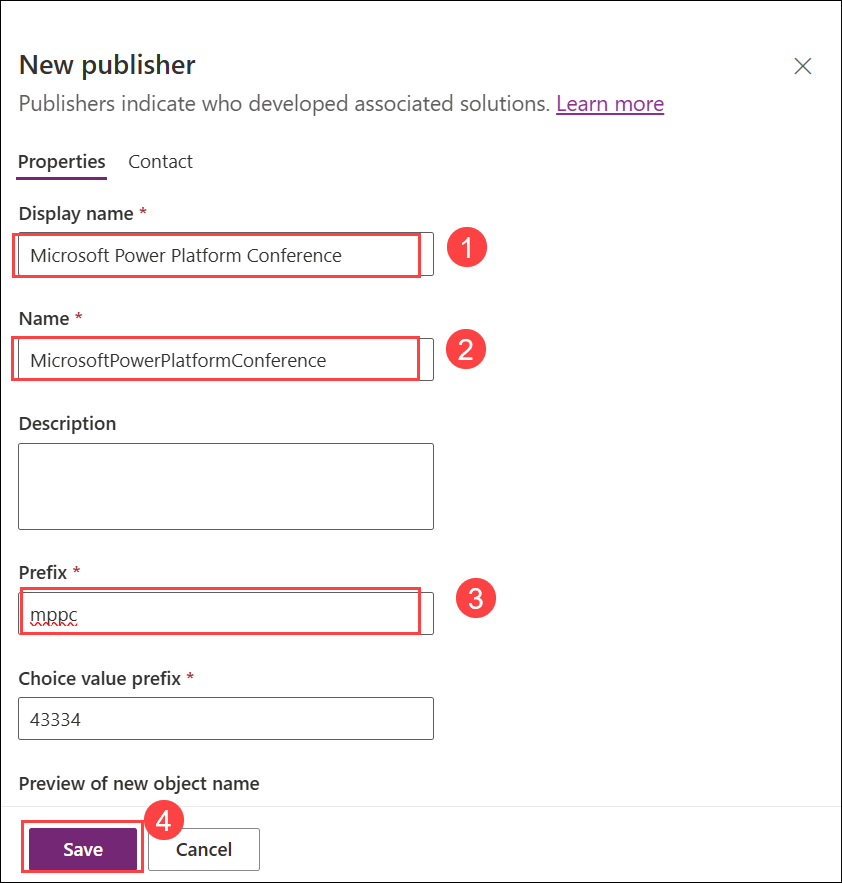 New publisher
Publishers indicate who developed associated solutions. Learn more
Properties Contact
Display name *
Microsoft Power Platform Conference
1
Name *
MicrosoftPowerPlatformConference
2
Description
Prefix *
mppc
3
Choice value prefix *
43334
Preview of new object name
4
Save Cancel